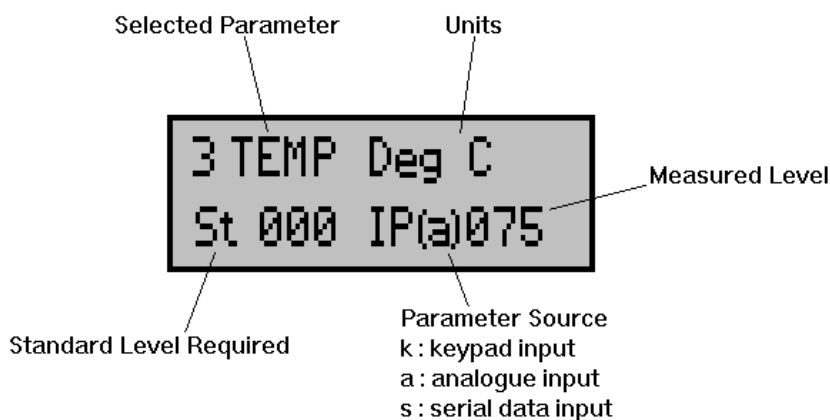 Selected Parameter
Units
3 TEMP Deg C
Measured Level
St 000 IP(a)075
Standard Level Required
Parameter Source
k : keypad input
a : analogue input
s : serial data input